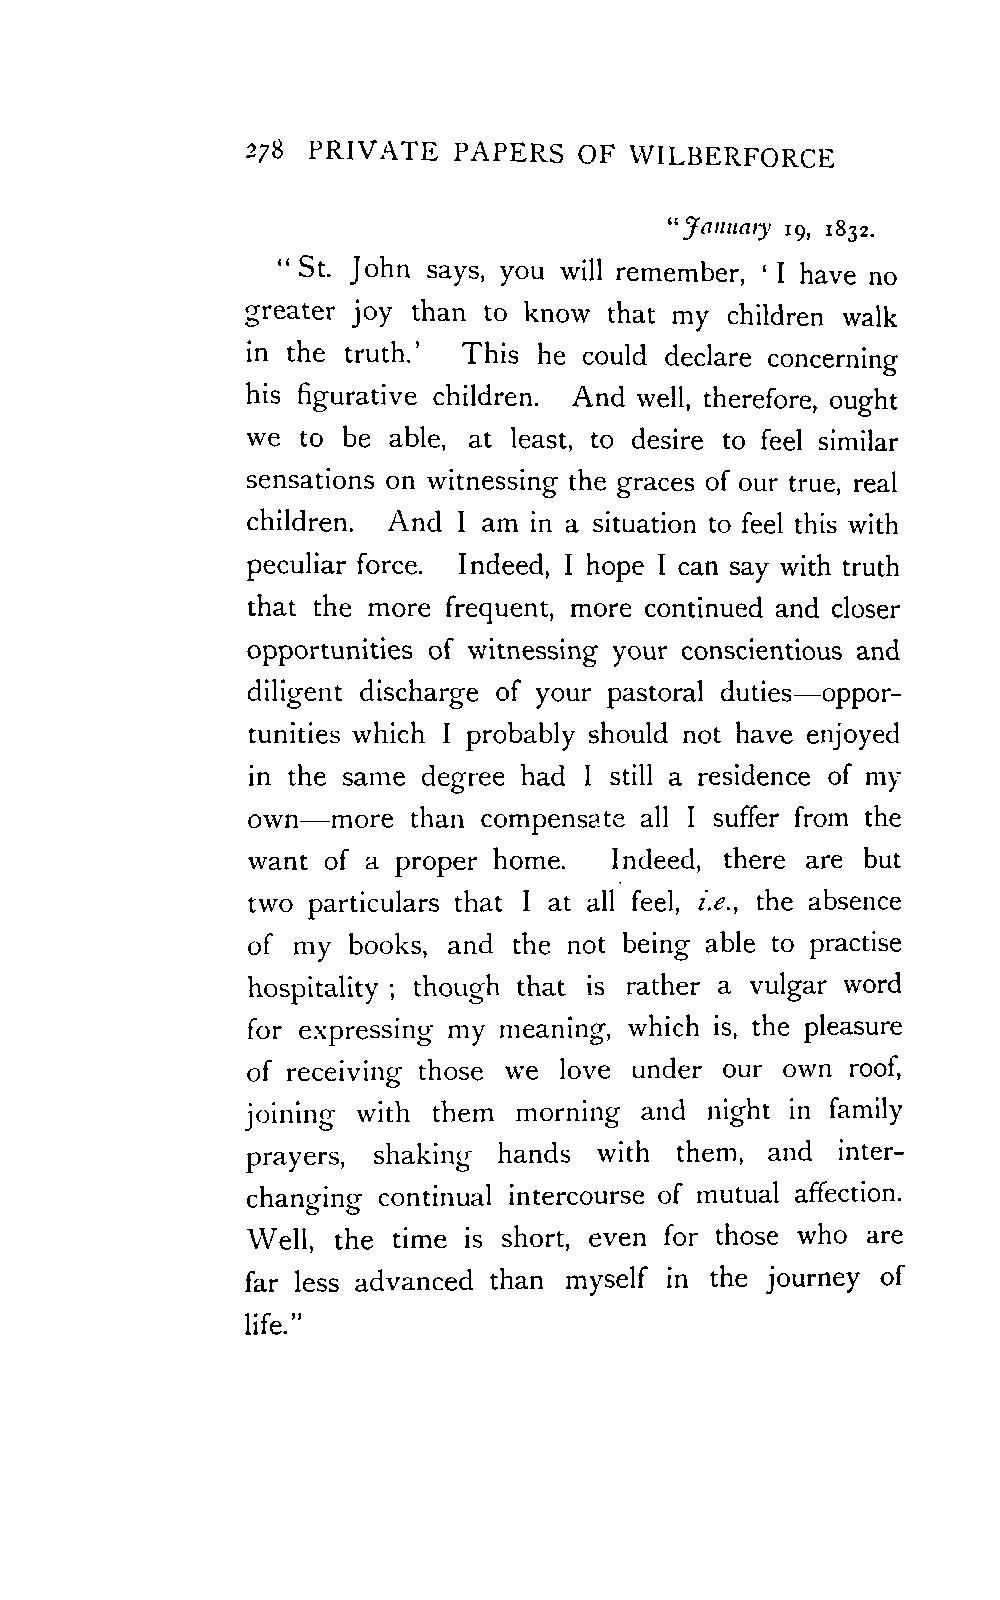 278 PRIVATE PAPERS OF WILBERFORCE
"January 19, 1832.
"St. John says, you will remember, 'I have no
greater joy than to know that my children walk
in the truth.' This he could declare concerning
his figurative children. And well, therefore, ought
we to be able, at least, to desire to feel similar
sensations on witnessing the graces of our true, real
children. And I am in a situation to feel this with
peculiar force. Indeed, I hope I can say with truth
that the more frequent, more continued and closer
opportunities of witnessing your conscientious and
diligent discharge of your pastoral duties—oppor-
tunities which I probably should not have enjoyed
in the same degree had I still a residence of my
own—more than compensate all I suffer from the
want of a proper home. Indeed, there are but
two particulars that I at all feel, i.e., the absence
of my books, and the not being able to practise
hospitality ; though that is rather a vulgar word
for expressing my meaning, which is, the pleasure
of receiving those we love under our own roof,
joining with them morning and night in family
prayers, shaking hands with them, and inter-
changing continual intercourse of mutual affection.
Well, the time is short, even for those who are
far less advanced than myself in the journey of
life."